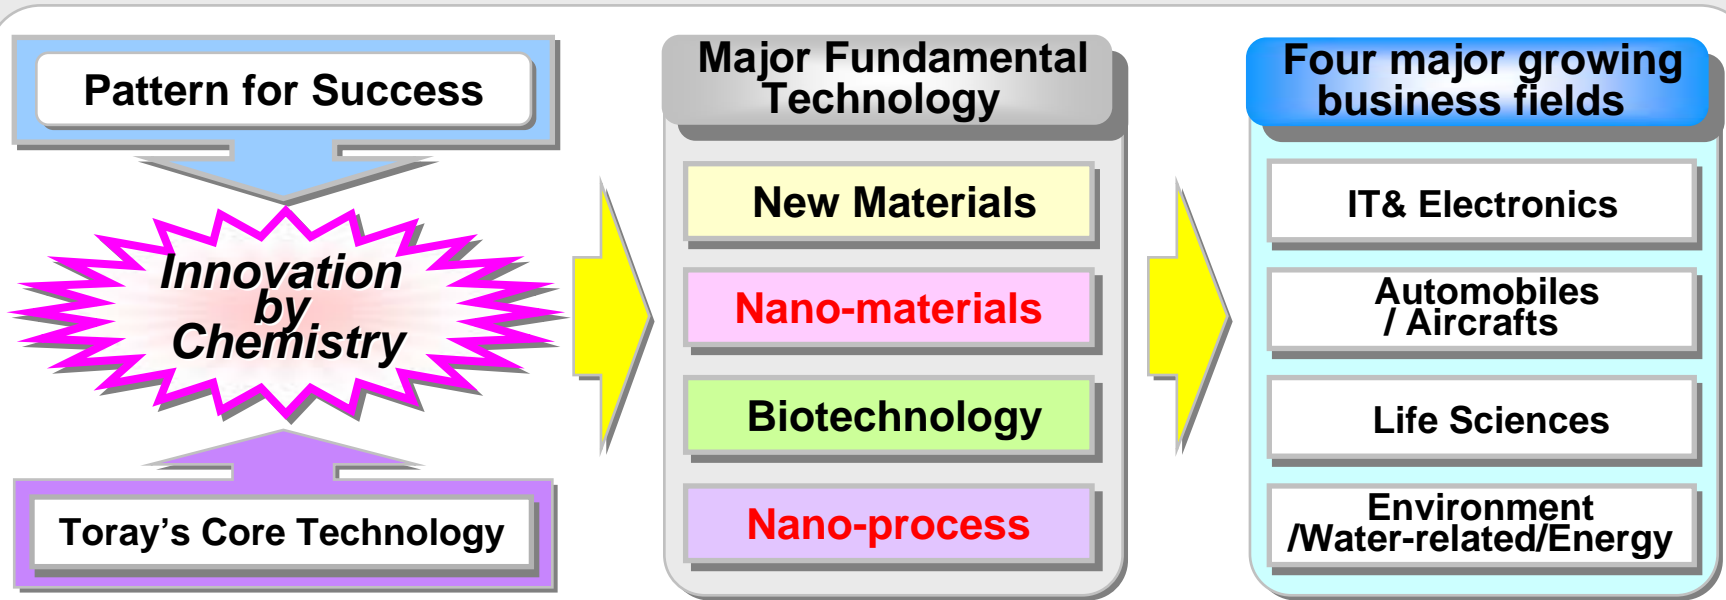 Pattern for Success
Innovation
by
Chemistry
Toray’s Core Technology
Major Fundamental
Technology
New Materials
Nano-materials
Biotechnology
Nano-process
Four major growing
business fields
IT& Electronics
Automobiles
/ Aircrafts
Life Sciences
Environment
/Water-related/Energy